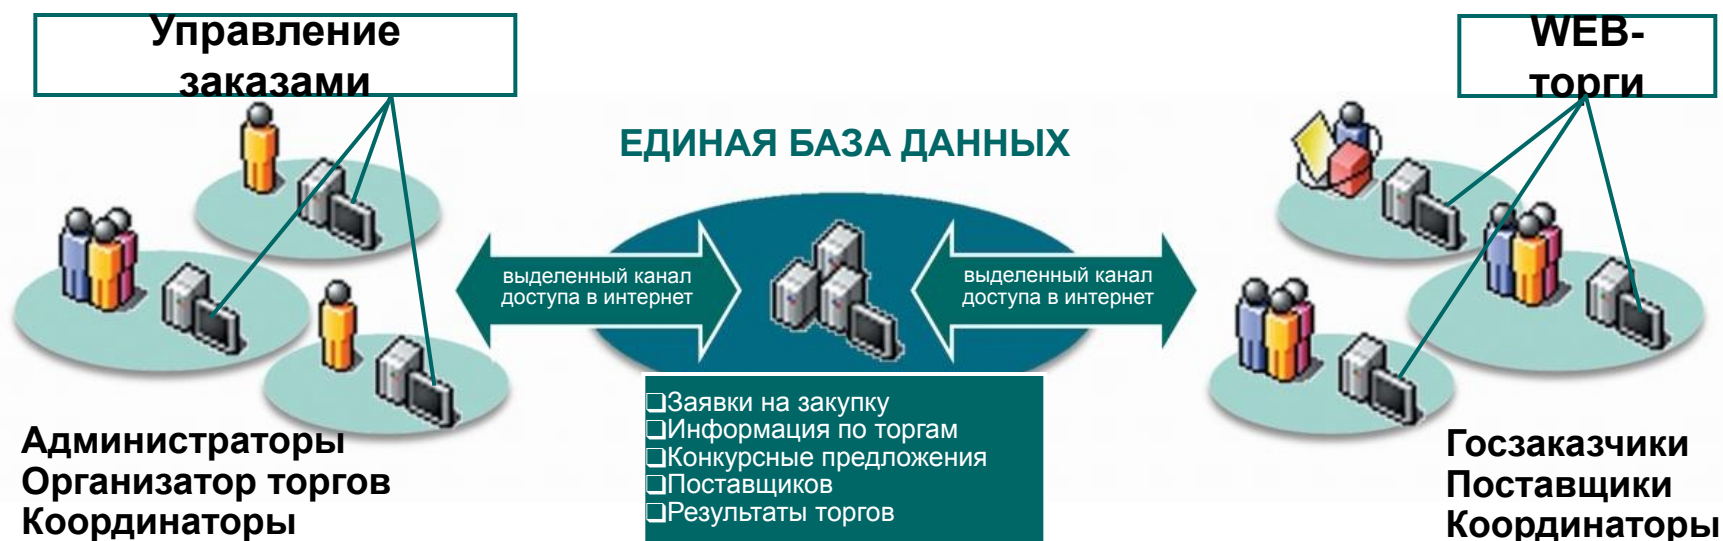 Управление
заказами
WEB-
торги
ЕДИНАЯ БАЗА ДАННЫХ
выделенный канал
доступа в интернет
выделенный канал
доступа в интернет
❑Заявки на закупку
❑Информация по торгам
❑Конкурсные предложения
❑Поставщиков
❑Результаты торгов
Администраторы
Организатор торгов
Координаторы
Госзаказчики
Поставщики
Координаторы